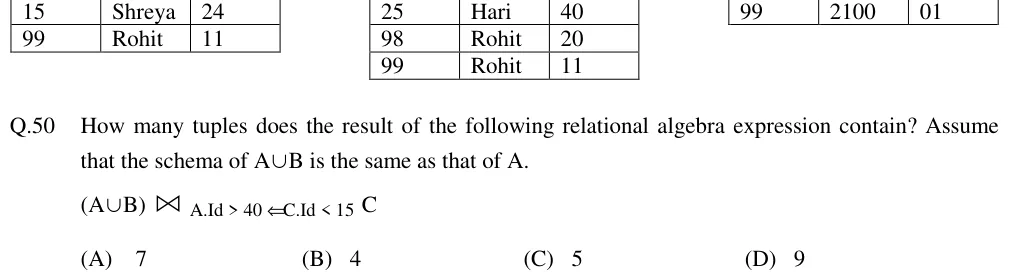 15 Shreya 24 25 Hari 40 99 2100 01
99 Rohit 11 98 Rohit 20
99 Rohit 11
Q.50 How many tuples does the result of the following relational algebra expression contain? Assume
that the schema of A∪B is the same as that of A.
(A∪B) ⋈ A.Id > 40 ⇐C.Id < 15 C
(A) 7 (B) 4 (C) 5 (D) 9